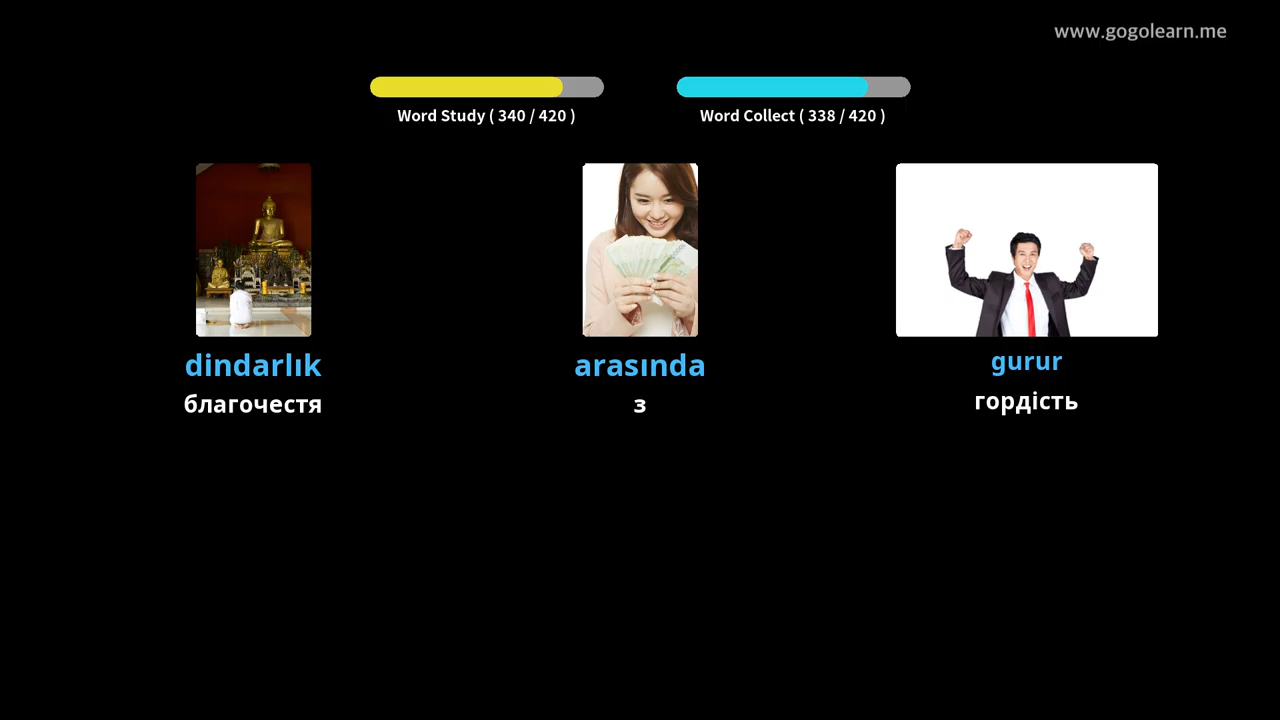 www.gogolearn.me
Word Study ( 340 / 420 )
Word Collect ( 338 / 420 )
dindarlık
благочестя
arasında
з
gurur
гордість